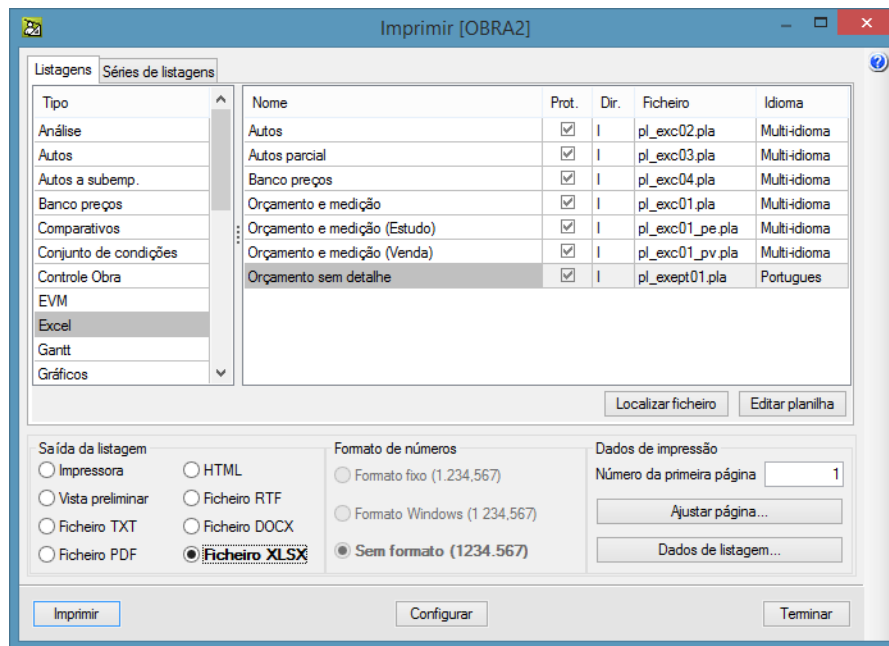 Imprimir [OBRA2]
Listagens Séries de listagens
Tipo
Análise
Autos
Autos a subemp.
Banco preços
Comparativos
Conjunto de condições
Controle Obra
EVM
Excel
Gantt
Gráficos
Nome Prot. Dir. Ficheiro Idioma
Autos I pl_exc02.pla Multi-idioma
Autos parcial I pl_exc03.pla Multi-idioma
Banco preços I pl_exc04.pla Multi-idioma
Orçamento e medição I pl_exc01.pla Multi-idioma
Orçamento e medição (Estudo) I pl_exc01_pe.pla Multi-idioma
Orçamento e medição (Venda) I pl_exc01_pv.pla Multi-idioma
Orçamento sem detalhe I pl_exept01.pla Portugues
Localizar ficheiro Editar planilha
Saída da listagem
Impressora HTML
Vista preliminar Ficheiro RTF
Ficheiro TXT Ficheiro DOCX
Ficheiro PDF Ficheiro XLSX
Formato de números
Formato fixo (1.234,567)
Formato Windows (1 234,567)
Sem formato (1234.567)
Dados de impressão
Número da primeira página 1
Ajustar página...
Dados de listagem...
Imprimir Configurar Terminar